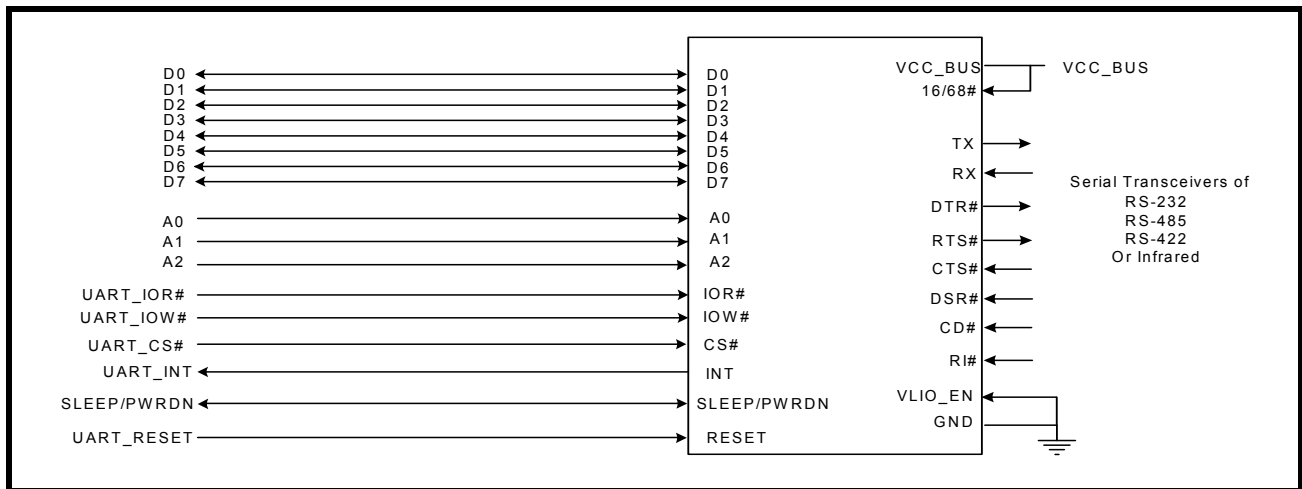 D0
D1
D2
D3
D4
D5
D6
D7
A0
A1
A2
UART_IOR#
UART_IOW#
UART_CS#
UART_INT
SLEEP/PWRDN
UART_RESET
D0
D1
D2
D3
D4
D5
D6
D7
A0
A1
A2
IOR#
IOW#
CS#
INT
SLEEP/PWRDN
RESET
VCC_BUS
16/68#
TX
RX
DTR#
RTS#
CTS#
DSR#
CD#
RI#
VLIO_EN
GND
VCC_BUS
Serial Transceivers of
RS-232
RS-485
RS-422
Or Infrared